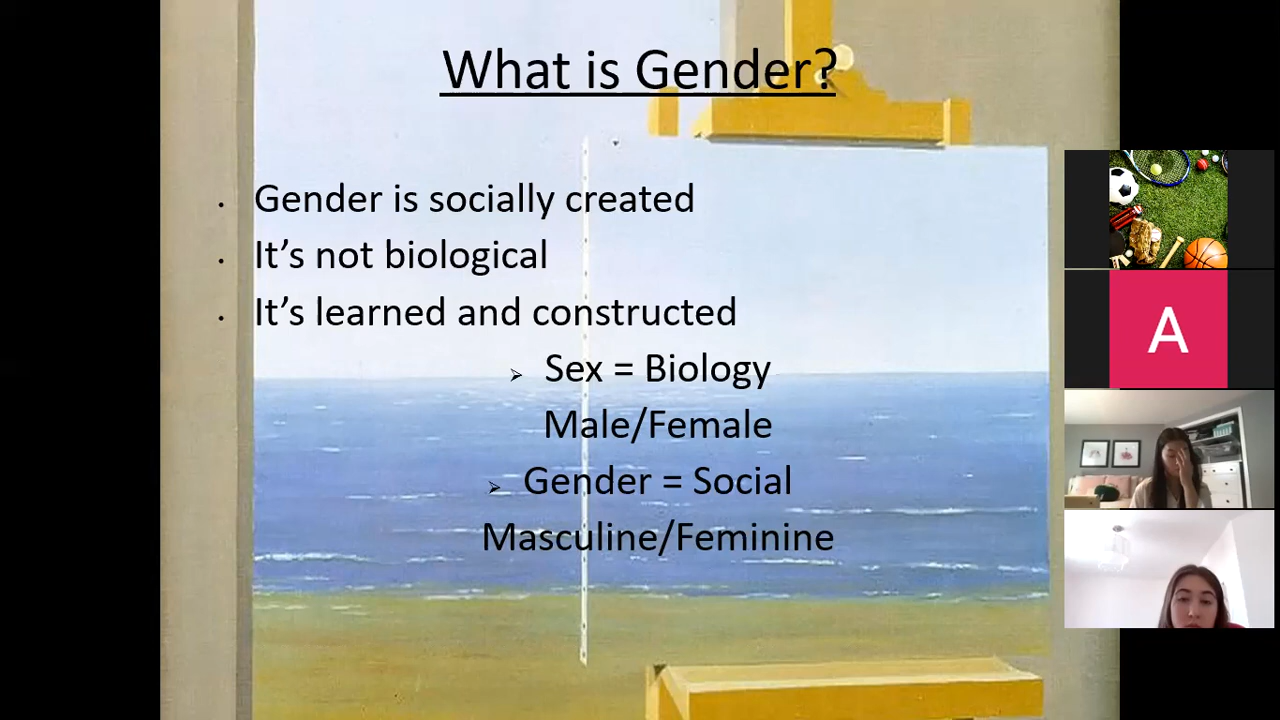 What is Gender?
• Gender is socially created
• It’s not biological
• It’s learned and constructed
➢ Sex = Biology
Male/Female
➢ Gender = Social
Masculine/Feminine
A